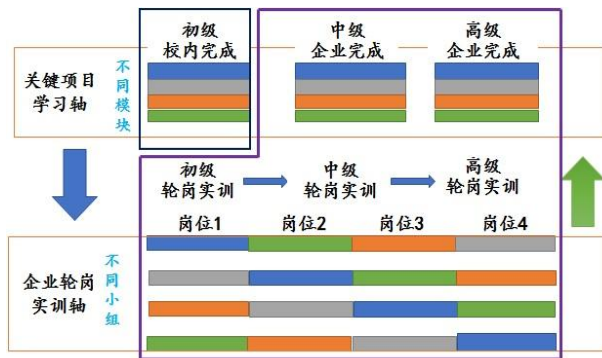 初级
校内完成
中级
企业完成
高级
企业完成
关键项目
学习轴
不同模块
初级
轮岗实训
中级
轮岗实训
高级
轮岗实训
岗位1
岗位2
岗位3
岗位4
企业轮岗
实训轴
不同小组